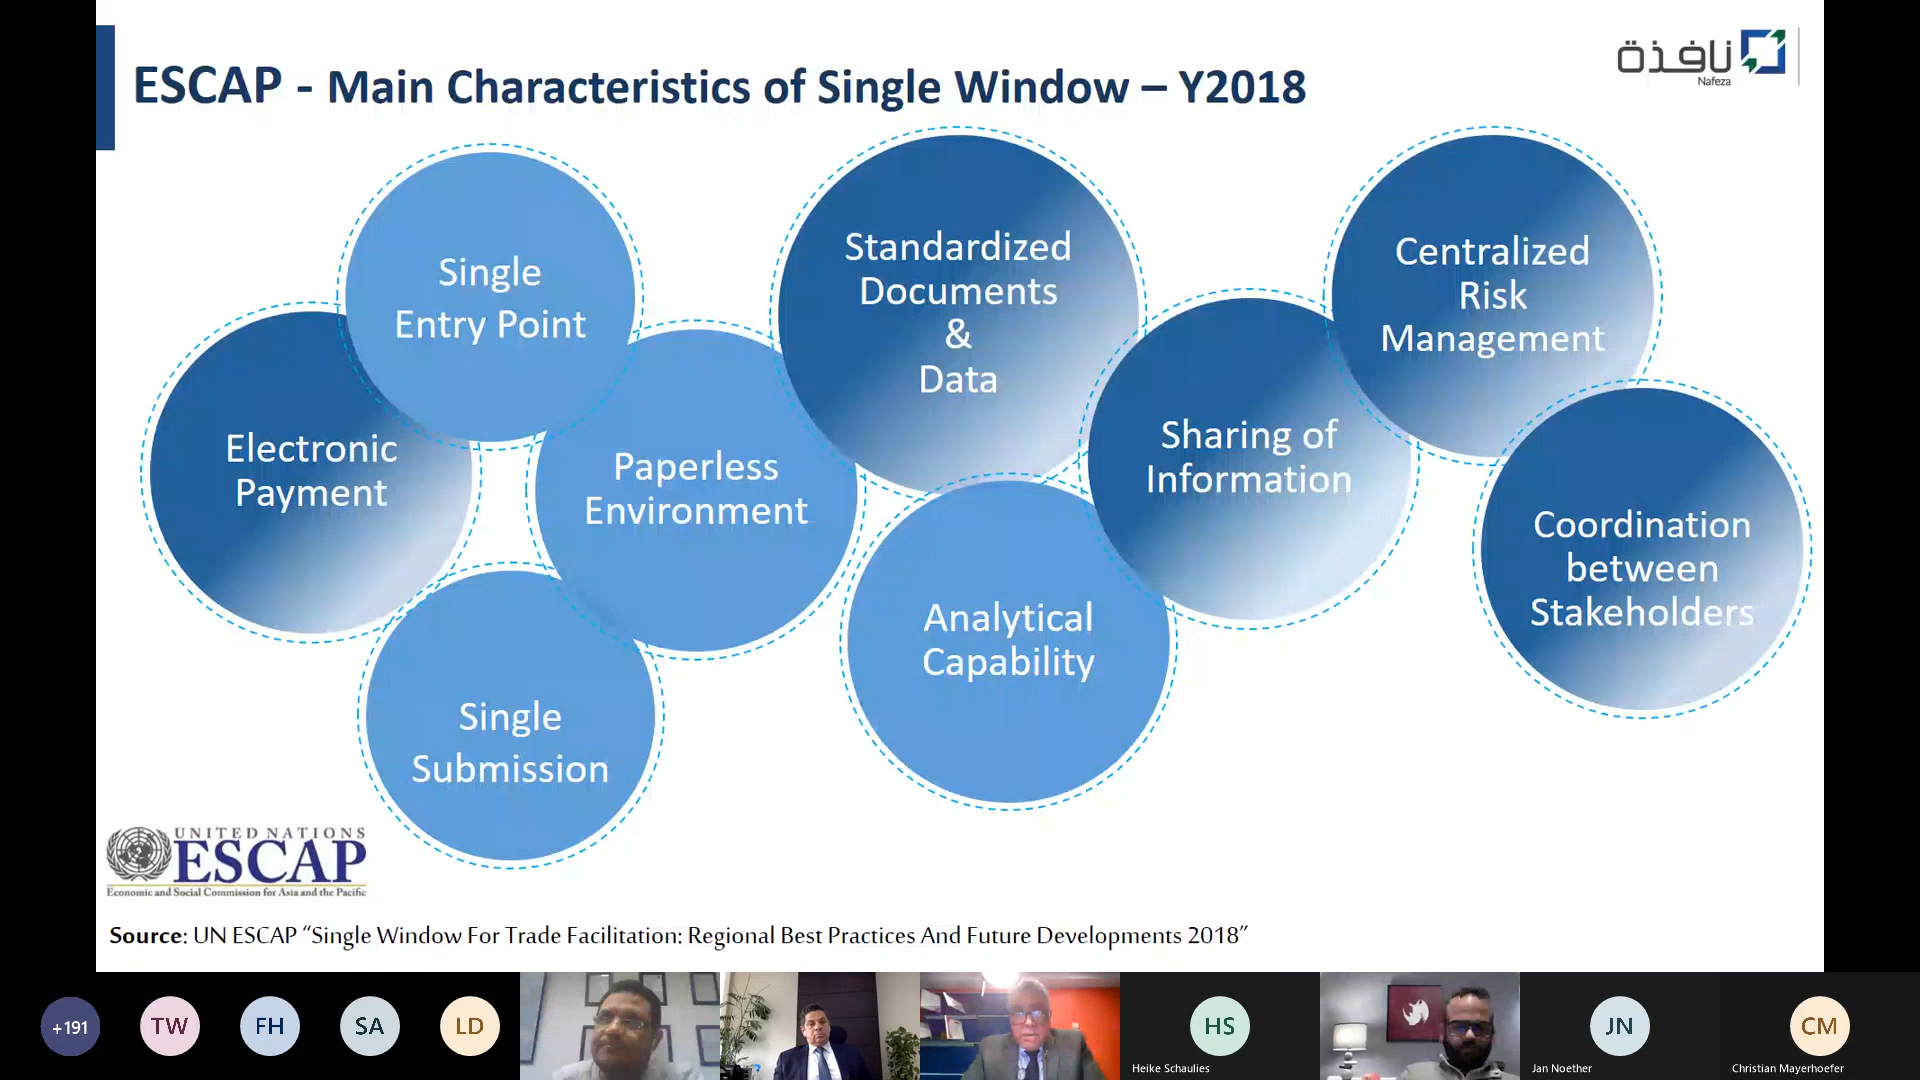 ESCAP - Main Characteristics of Single Window – Y2018
نافذة
Nafeza
Single
Entry Point
Standardized
Documents
&
Data
Centralized
Risk
Management
Electronic
Payment
Paperless
Environment
Sharing of
Information
Coordination
between
Stakeholders
Single
Submission
Analytical
Capability
UNITED NATIONS
ESCAP
Economic and Social Commission for Asia and the Pacific
Source: UN ESCAP “Single Window For Trade Facilitation: Regional Best Practices And Future Developments 2018”
+191
TW
FH
SA
LD
HS
Heike Schaulies
JN
Jan Noether
CM
Christian Mayerhoefer